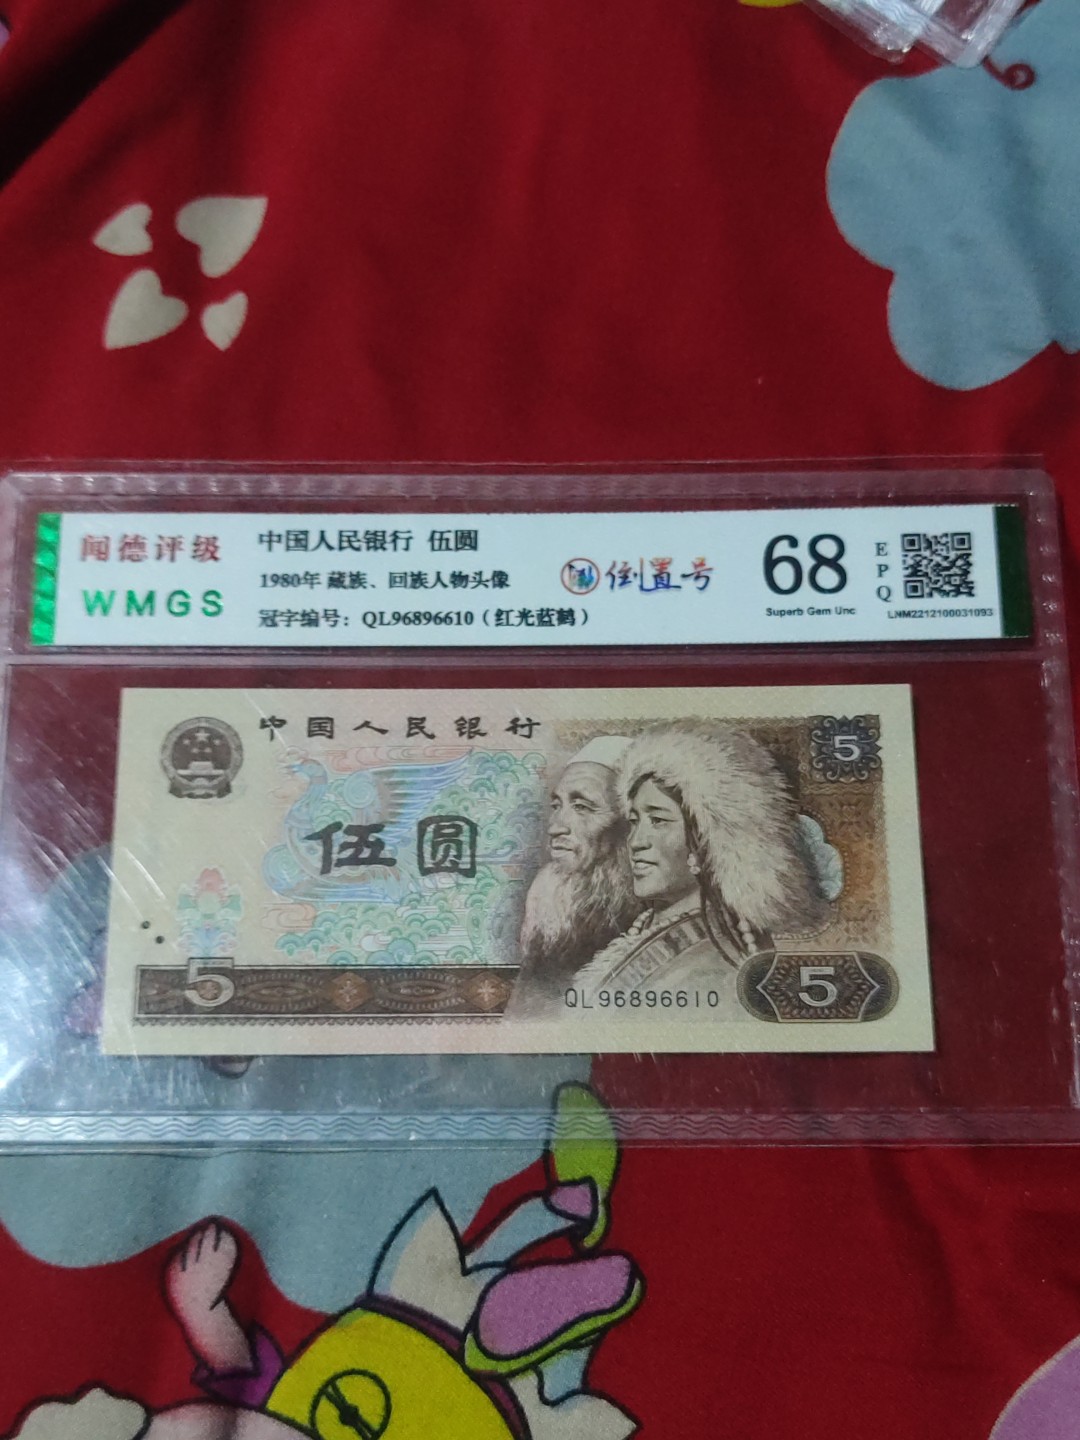 闻德评级
WMGS
中国人民银行 伍圆
1980年 藏族、回族人物头像
冠字编号：QL96896610（红光蓝鹤）
倒置号
68
Superb Gem Unc
EPQ
LNM2212100031093
中国人民银行
5
伍圆
5
QL96896610
5